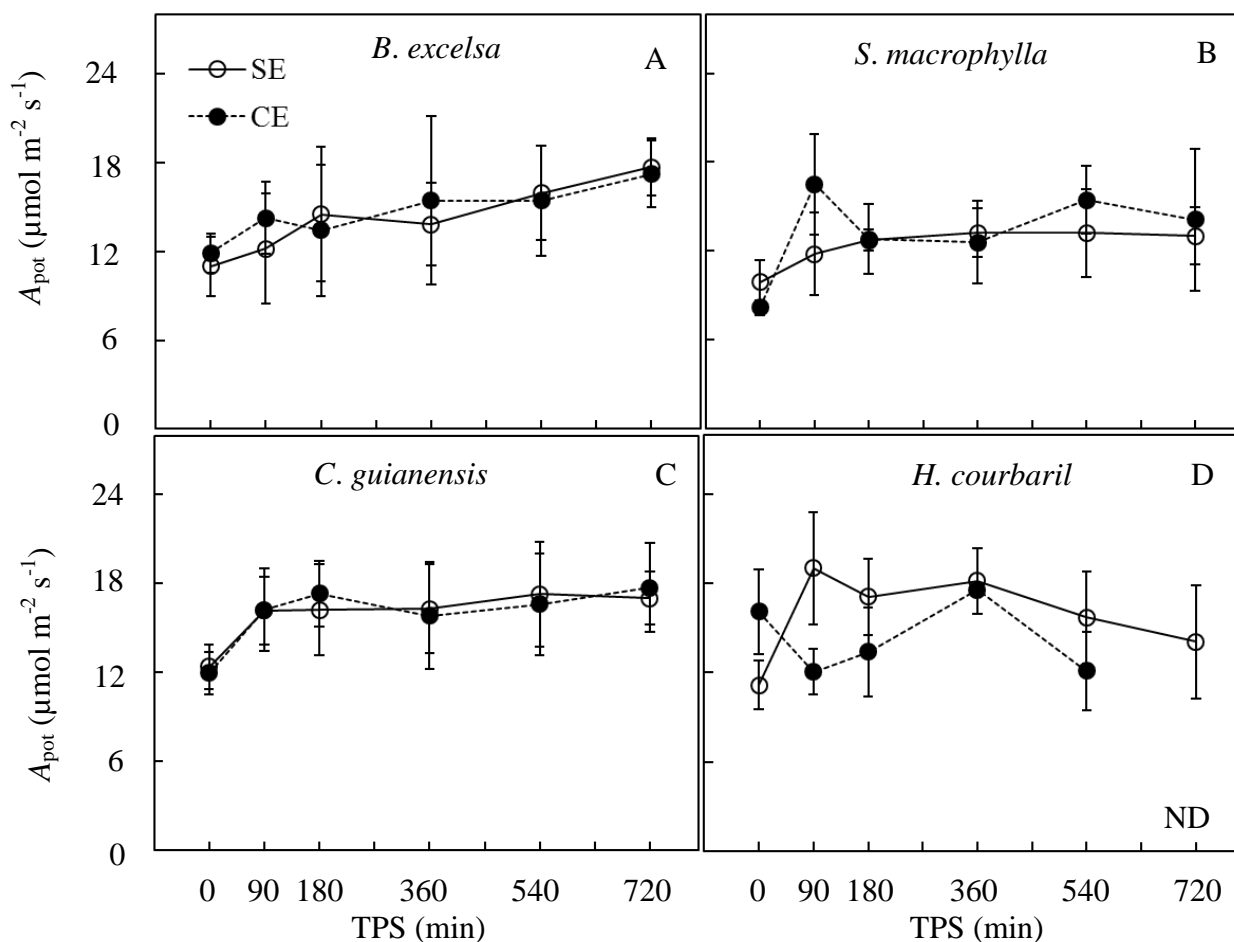 B. excelsa
A
SE
CE
24
18
12
6
0
A_pot (µmol m⁻² s⁻¹)
S. macrophylla
B
C. guianensis
C
24
18
12
6
0
A_pot (µmol m⁻² s⁻¹)
0 90 180 360 540 720
TPS (min)
H. courbaril
D
ND
0 90 180 360 540 720
TPS (min)